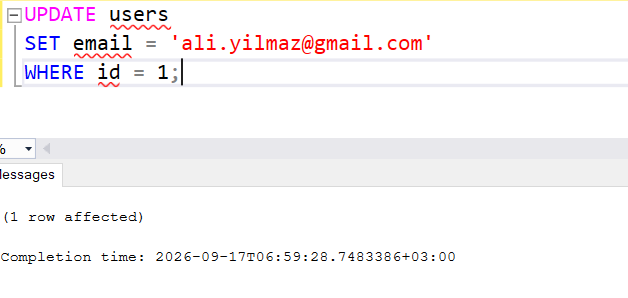 UPDATE users
SET email = 'ali.yilmaz@gmail.com'
WHERE id = 1;
%
(1 row affected)
Completion time: 2026-09-17T06:59:28.7483386+03:00